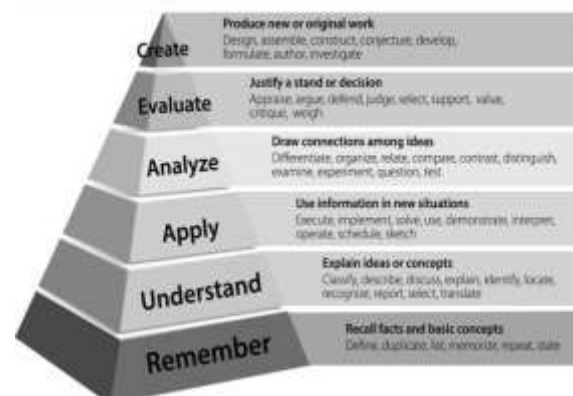 Create
Produce new or original work
Design, assemble, construct, conjecture, develop,
formulate, author, investigate
Evaluate
Justify a stand or decision
Appraise, argue, defend, judge, select, support, value,
critique, weigh
Analyze
Draw connections among ideas
Differentiate, organize, relate, compare, contrast, distinguish,
examine, experiment, question, test
Apply
Use information in new situations
Execute, implement, solve, use, demonstrate, interpret,
operate, schedule, sketch
Understand
Explain ideas or concepts
Classify, describe, discuss, explain, identify, locate,
recognize, report, select, translate
Remember
Recall facts and basic concepts
Define, duplicate, list, memorize, repeat, state